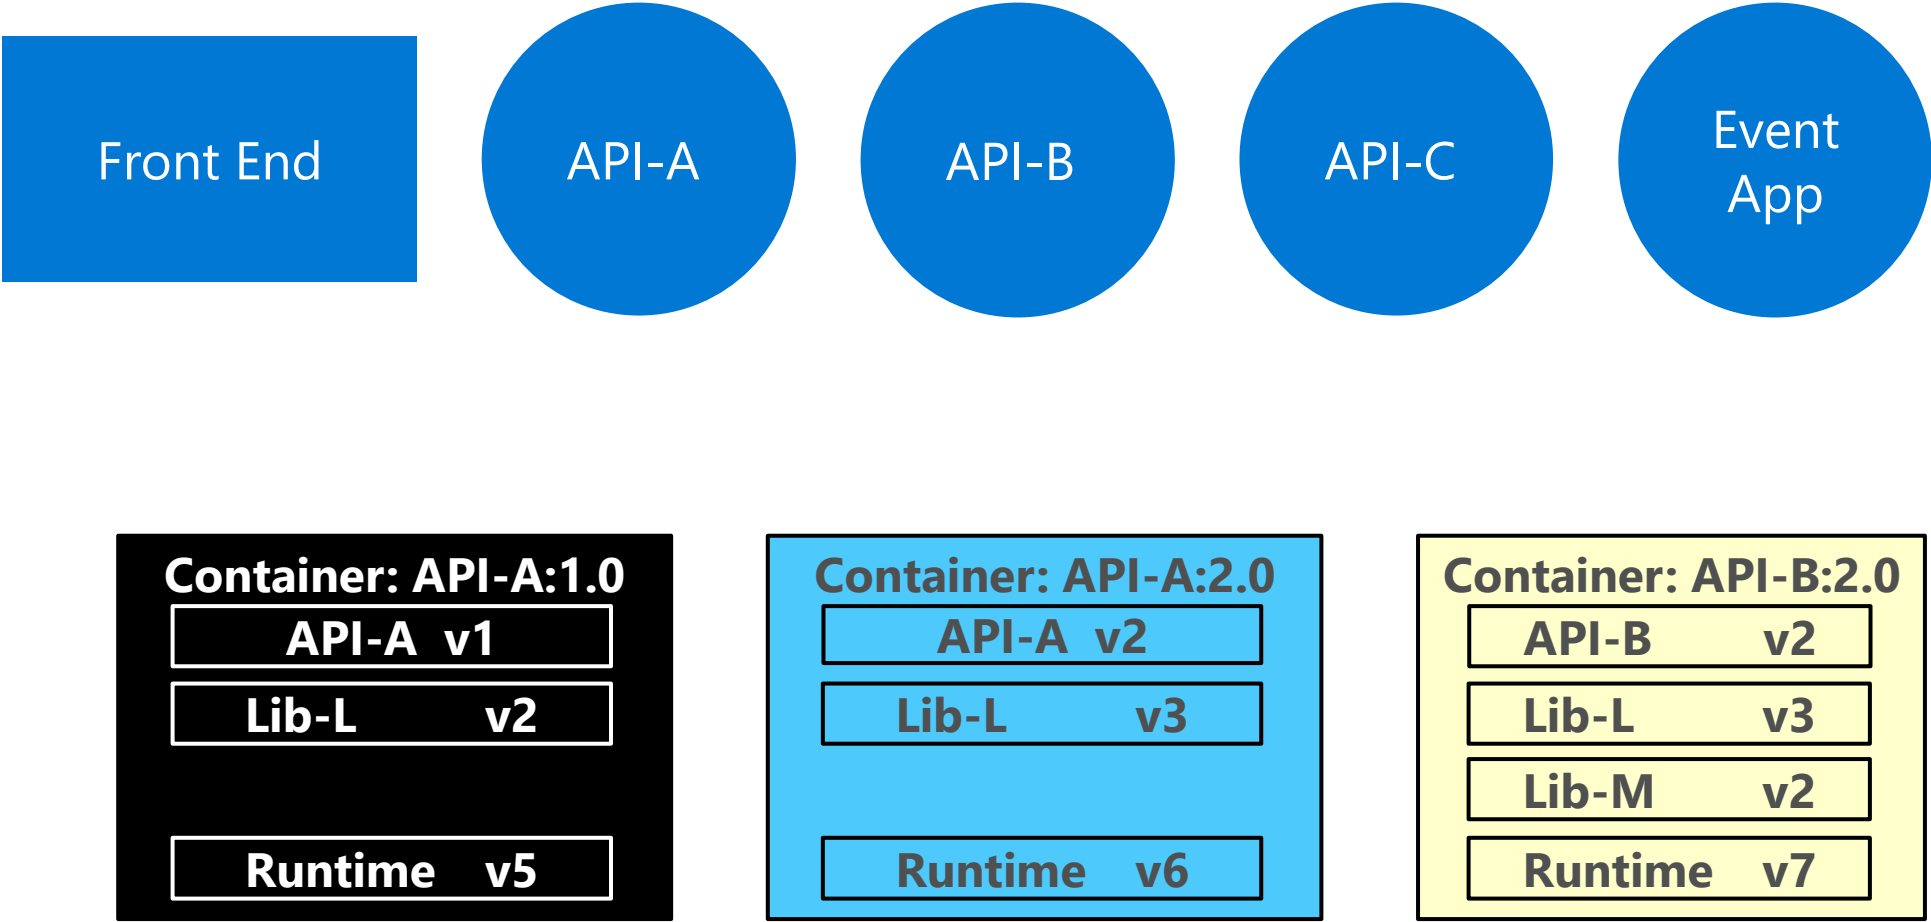 Front End
API-A
API-B
API-C
Event
App
Container: API-A:1.0
API-A v1
Lib-L v2
Runtime v5
Container: API-A:2.0
API-A v2
Lib-L v3
Runtime v6
Container: API-B:2.0
API-B v2
Lib-L v3
Lib-M v2
Runtime v7